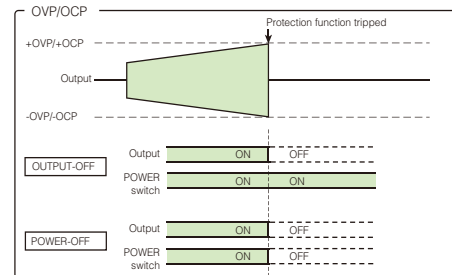 OVP/OCP
Protection function tripped
+OVP/+OCP
Output
-OVP/-OCP
OUTPUT-OFF
Output ON OFF
POWER switch ON ON
POWER-OFF
Output ON OFF
POWER switch ON OFF